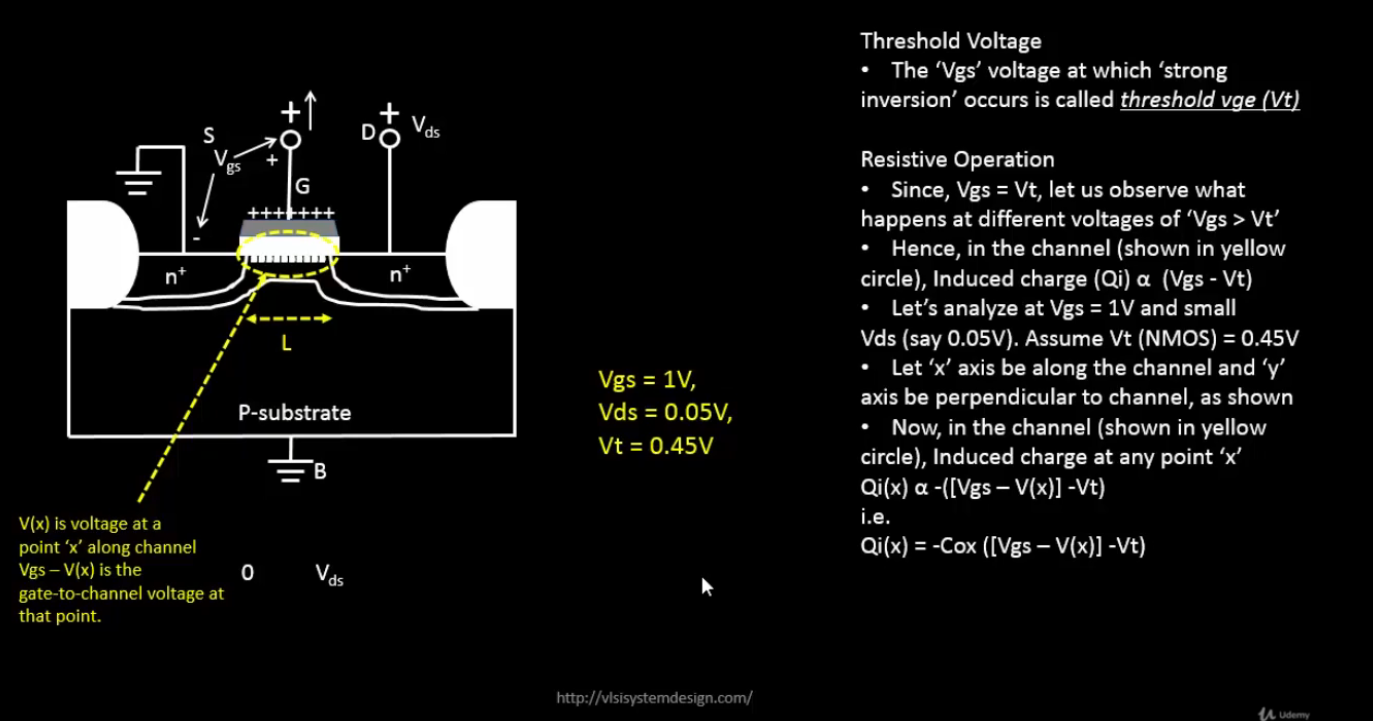 S
Vgs
+
+
G
+
D
Vds
+++++++
-
n⁺
n⁺
L
P-substrate
B
Vgs = 1V,
Vds = 0.05V,
Vt = 0.45V
V(x) is voltage at a
point ‘x’ along channel
Vgs – V(x) is the
gate-to-channel voltage at
that point.
0
Vds
Threshold Voltage
• The ‘Vgs’ voltage at which ‘strong
inversion’ occurs is called threshold vge (Vt)
Resistive Operation
• Since, Vgs = Vt, let us observe what
happens at different voltages of ‘Vgs > Vt’
• Hence, in the channel (shown in yellow
circle), Induced charge (Qi) α (Vgs - Vt)
• Let’s analyze at Vgs = 1V and small
Vds (say 0.05V). Assume Vt (NMOS) = 0.45V
• Let ‘x’ axis be along the channel and ‘y’
axis be perpendicular to channel, as shown
• Now, in the channel (shown in yellow
circle), Induced charge at any point ‘x’
Qi(x) α -([Vgs – V(x)] -Vt)
i.e.
Qi(x) = -Cox ([Vgs – V(x)] -Vt)
http://vlsisystemdesign.com/
Udemy